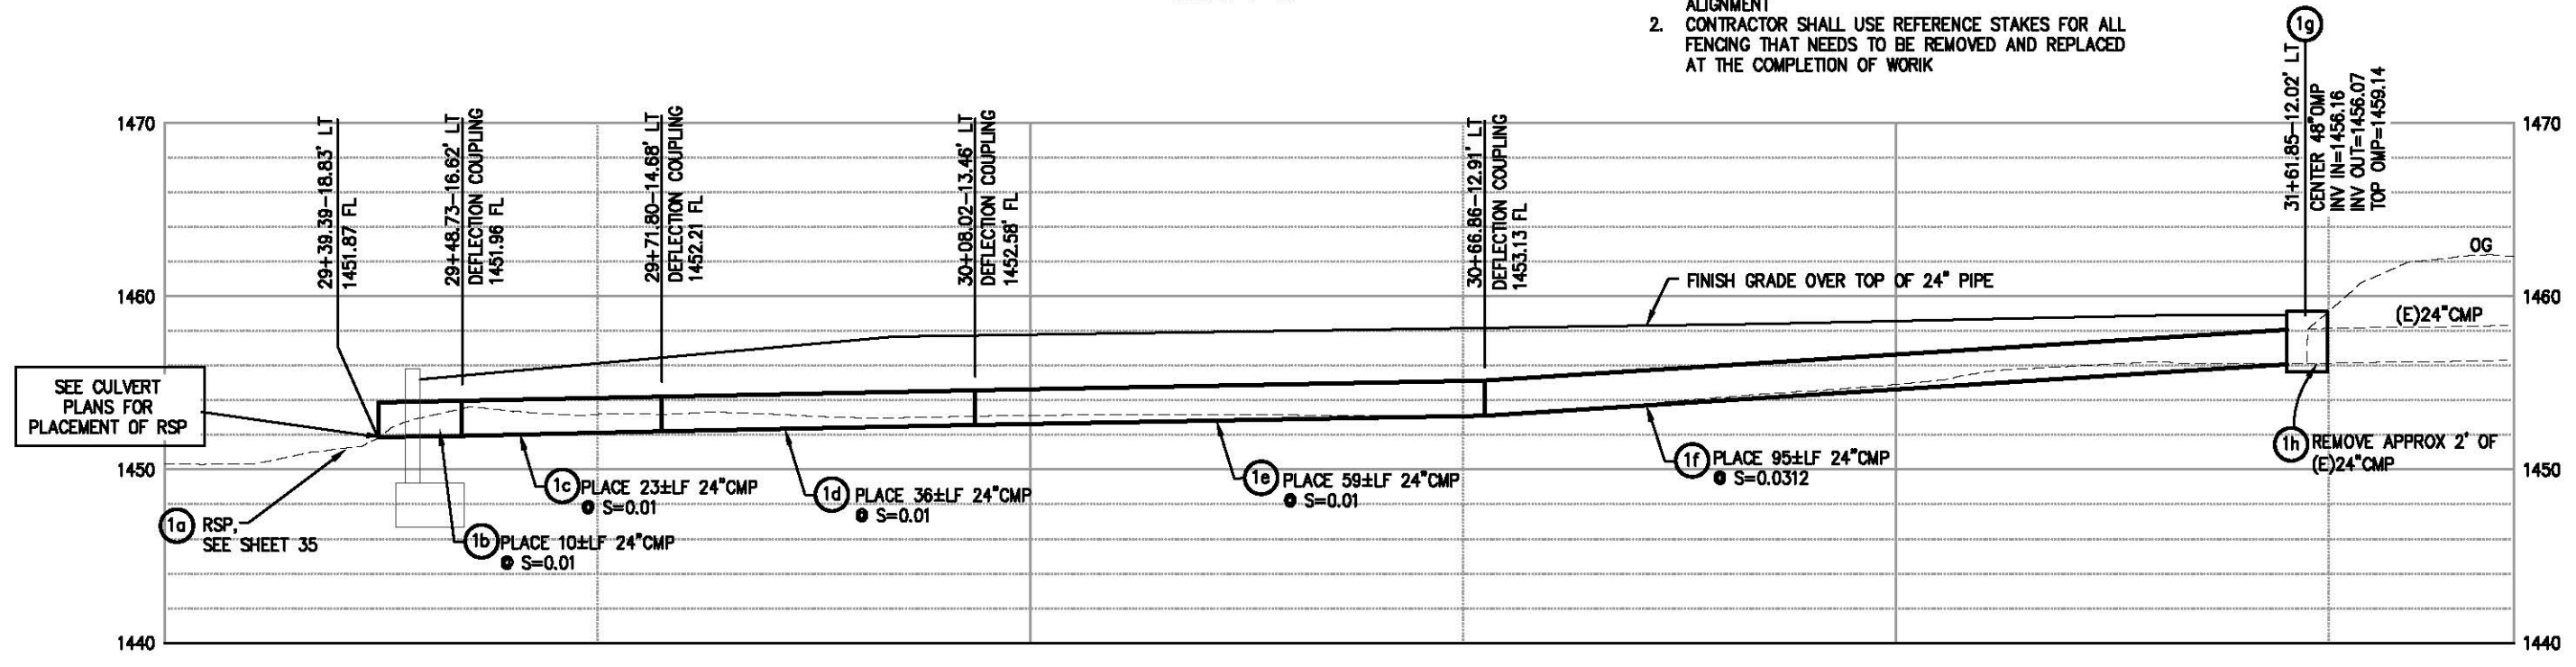 ALIGNMENT
2. CONTRACTOR SHALL USE REFERENCE STAKES FOR ALL
FENCING THAT NEEDS TO BE REMOVED AND REPLACED
AT THE COMPLETION OF WORIK
1g
31+61.85-12.02' LT
CENTER 48"OMP
INV IN=1456.16
INV OUT=1456.07
TOP OMP=1459.14
1470
29+39.39-18.83' LT
1451.87 FL
29+48.73-16.62' LT
DEFLECTION COUPLING
1451.96 FL
29+71.80-14.68' LT
DEFLECTION COUPLING
1452.21 FL
30+08.02-13.46' LT
DEFLECTION COUPLING
1452.58' FL
30+66.86-12.91' LT
DEFLECTION COUPLING
1453.13 FL
1470
OG
FINISH GRADE OVER TOP OF 24" PIPE
1460
1460
(E)24"CMP
SEE CULVERT
PLANS FOR
PLACEMENT OF RSP
1h REMOVE APPROX 2' OF
(E)24"CMP
1450
1450
1f PLACE 95±LF 24"CMP
@ S=0.0312
1e PLACE 59±LF 24"CMP
@ S=0.01
1c PLACE 23±LF 24"CMP
@ S=0.01
1d PLACE 36±LF 24"CMP
@ S=0.01
1a RSP,
SEE SHEET 35
1b PLACE 10±LF 24"CMP
@ S=0.01
1440
1440